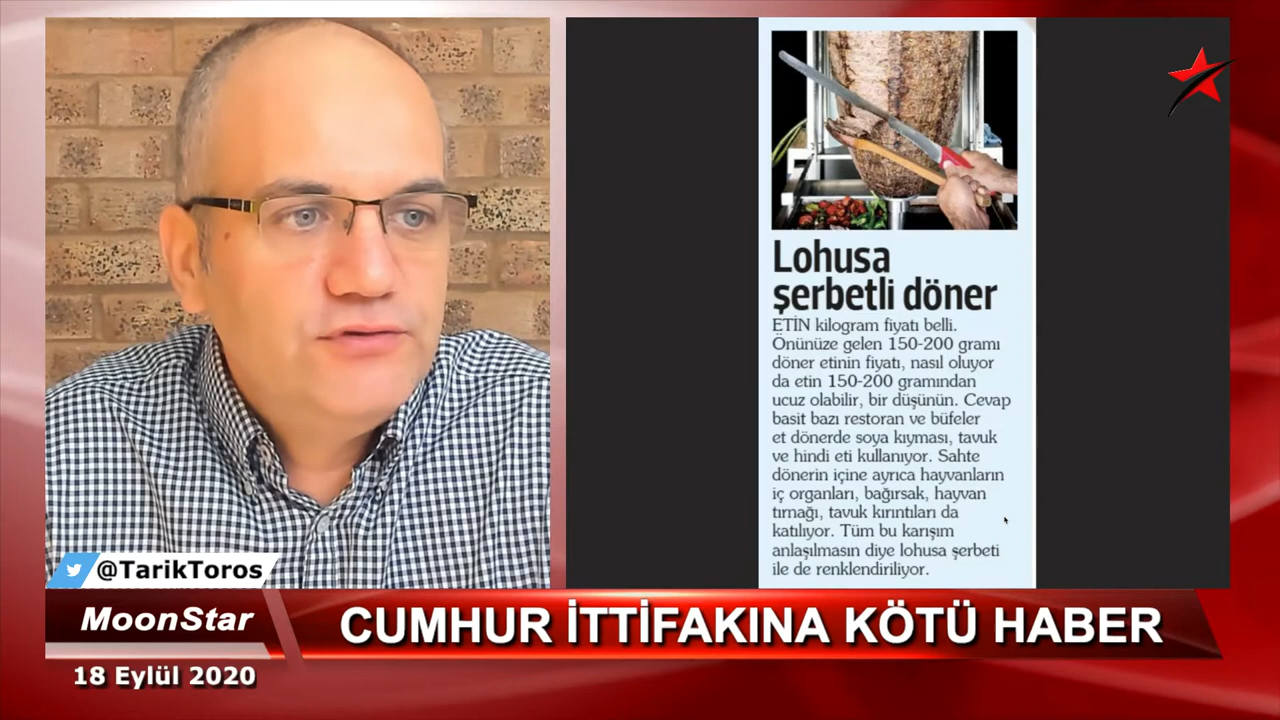 Lohusa
şerbetli döner
ETİN kilogram fiyatı belli.
Önünüze gelen 150-200 gramı
döner etinin fiyatı, nasıl oluyor
da etin 150-200 gramından
ucuz olabilir, bir düşünün. Cevap
basit bazı restoran ve büfeler
et dönerde soya kıyması, tavuk
ve hindi eti kullanıyor. Sahte
dönerin içine ayrıca hayvanların
iç organları, bağırsak, hayvan
tırnağı, tavuk kırıntıları da
katılıyor. Tüm bu karışım
anlaşılmasın diye lohusa şerbeti
ile de renklendiriliyor.
@TarikToros
MoonStar
CUMHUR İTTİFAKINA KÖTÜ HABER
18 Eylül 2020